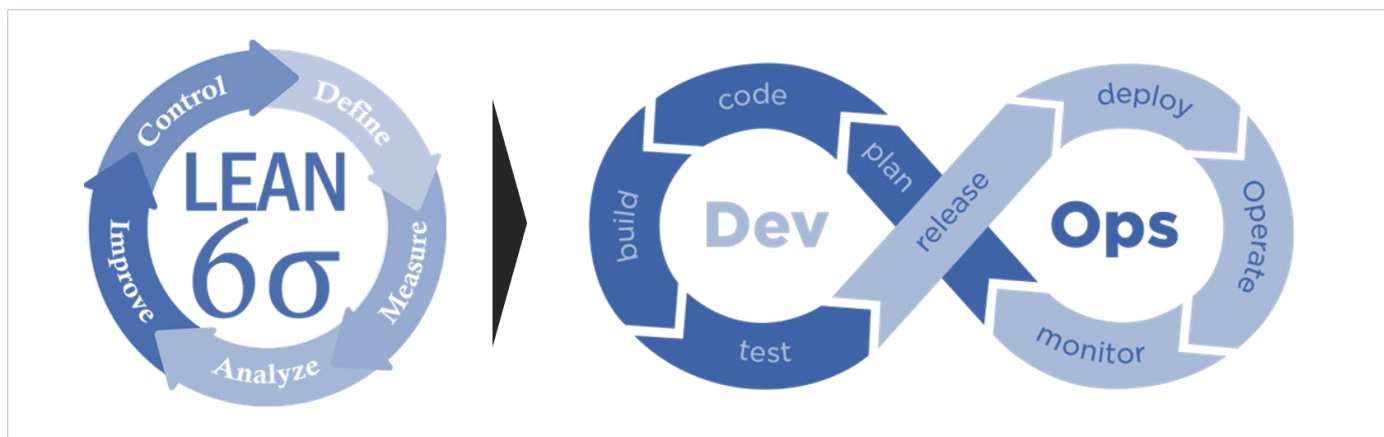 Control
Define
LEAN
6σ
Improve
Measure
Analyze
code
plan
build
Dev
test
release
deploy
Ops
Operate
monitor